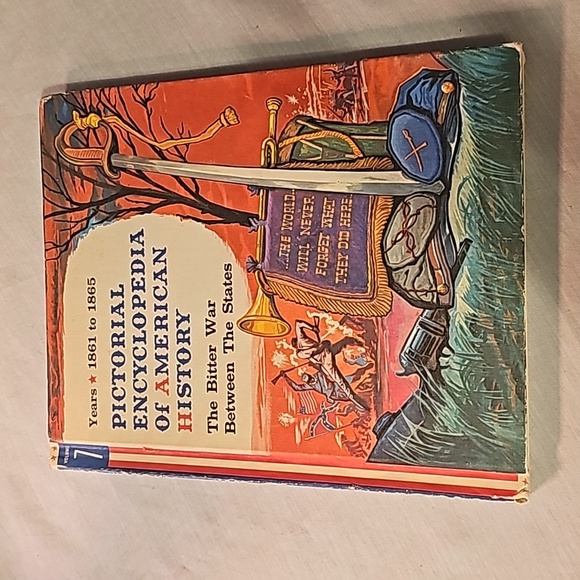 VOLUME
7
Years ★ 1861 to 1865
PICTORIAL
ENCYCLOPEDIA
of AMERICAN
HISTORY
The Bitter War
Between The States
...THE WORLD...
WILL NEVER
FORGET WHAT
THEY DID HERE...